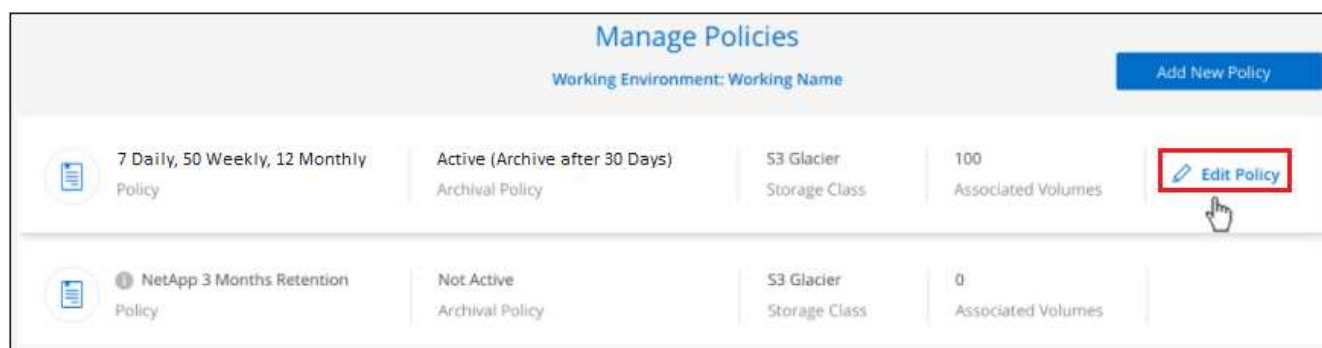 Manage Policies
Working Environment: Working Name
Add New Policy
7 Daily, 50 Weekly, 12 Monthly
Policy
Active (Archive after 30 Days)
Archival Policy
S3 Glacier
Storage Class
100
Associated Volumes
Edit Policy
NetApp 3 Months Retention
Policy
Not Active
Archival Policy
S3 Glacier
Storage Class
0
Associated Volumes